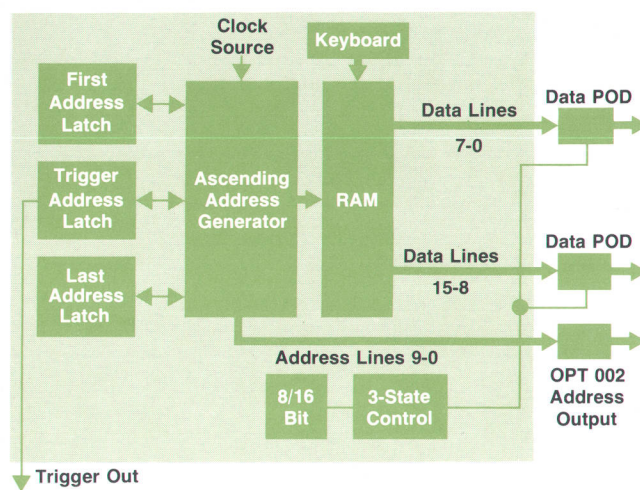 Clock
Source
Keyboard
First
Address
Latch
Data Lines
7-0
Data POD
Trigger
Address
Latch
Ascending
Address
Generator
RAM
Last
Address
Latch
Data Lines
15-8
Data POD
Address Lines 9-0
8/16
Bit
3-State
Control
OPT 002
Address
Output
Trigger Out